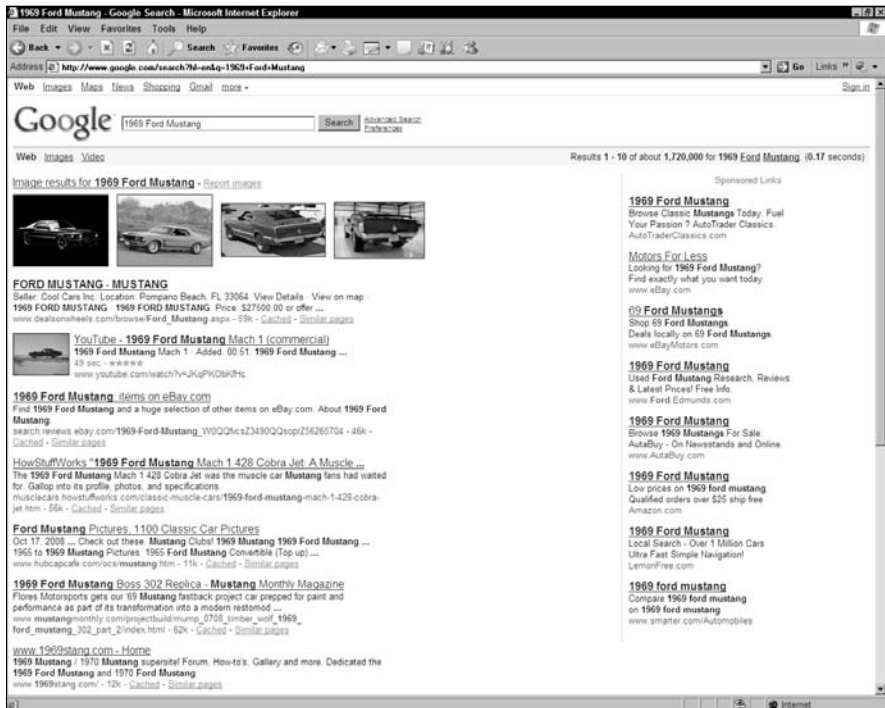 1969 Ford Mustang - Google Search - Microsoft Internet Explorer
File Edit View Favorites Tools Help
Back Search Favorites
Address http://www.google.com/search?hl=en&q=1969+Ford+Mustang Go Links
Web Images Maps News Shopping Gmail more Sign in
Google 1969 Ford Mustang Search Advanced Search
Preferences
Web Images Video Results 1 - 10 of about 1,720,000 for 1969 Ford Mustang. (0.17 seconds)
Image results for 1969 Ford Mustang - Report images
FORD MUSTANG - MUSTANG
Seller: Cool Cars Inc. Location: Pompano Beach, FL 33064. View Details · View on map ·
1969 FORD MUSTANG · 1969 FORD MUSTANG. Price: $27500.00 or offer ...
www.dealsonwheels.com/browse/Ford_Mustang.aspx - 59k - Cached - Similar pages
YouTube - 1969 Ford Mustang Mach 1 (commercial)
1969 Ford Mustang Mach 1 · Added. 00:51. 1969 Ford Mustang ...
49 sec - ★★★★★
www.youtube.com/watch?v=JKqPKObKfHc
1969 Ford Mustang, items on eBay.com
Find 1969 Ford Mustang and a huge selection of other items on eBay.com. About 1969 Ford
Mustang.
search.reviews.ebay.com/1969-Ford-Mustang_W0QQficsZ3490QQsoprZ56265704 - 46k -
Cached - Similar pages
HowStuffWorks "1969 Ford Mustang Mach 1 428 Cobra Jet: A Muscle ...
The 1969 Ford Mustang Mach 1 428 Cobra Jet was the muscle car Mustang fans had waited
for. Gallop into its profile, photos, and specifications.
musclecars.howstuffworks.com/classic-muscle-cars/1969-ford-mustang-mach-1-428-cobra-
jet.htm - 56k - Cached - Similar pages
Ford Mustang Pictures, 1100 Classic Car Pictures
Oct 17, 2008 ... Check out these. Mustang Clubs! 1969 Mustang 1969 Ford Mustang ...
1965 to 1969 Mustang Pictures. 1965 Ford Mustang Convertible (Top up) ...
www.hubcapcafe.com/ocs/mustang.htm - 11k - Cached - Similar pages
1969 Ford Mustang Boss 302 Replica - Mustang Monthly Magazine
Flores Motorsports gets our '69 Mustang fastback project car prepped for paint and
performance as part of its transformation into a modern restomod ...
www.mustangmonthly.com/projectbuild/mump_0708_timber_wolf_1969_
ford_mustang_302_part_2/index.html - 62k - Cached - Similar pages
www.1969stang.com - Home
1969 Mustang / 1970 Mustang supersite! Forum, How-to's, Gallery and more. Dedicated the
1969 Ford Mustang and 1970 Ford Mustang.
www.1969stang.com/ - 12k - Cached - Similar pages
Sponsored Links
1969 Ford Mustang
Browse Classic Mustangs Today. Fuel
Your Passion ? AutoTrader Classics.
AutoTraderClassics.com
Motors For Less
Looking for 1969 Ford Mustang?
Find exactly what you want today.
www.eBay.com
69 Ford Mustangs
Shop 69 Ford Mustangs.
Deals locally on 69 Ford Mustangs.
www.eBayMotors.com
1969 Ford Mustang
Used Ford Mustang Research, Reviews
& Latest Prices! Free Info.
www.Ford.Edmunds.com
1969 Ford Mustang
Browse 1969 Mustangs For Sale.
AutaBuy - On Newsstands and Online.
www.AutaBuy.com
1969 Ford Mustang
Low prices on 1969 ford mustang.
Qualified orders over $25 ship free
Amazon.com
1969 Ford Mustang
Local Search - Over 1 Million Cars
Ultra Fast Simple Navigation!
LemonFree.com
1969 ford mustang
Compare 1969 ford mustang
on 1969 ford mustang
www.smarter.com/Automobiles
Internet